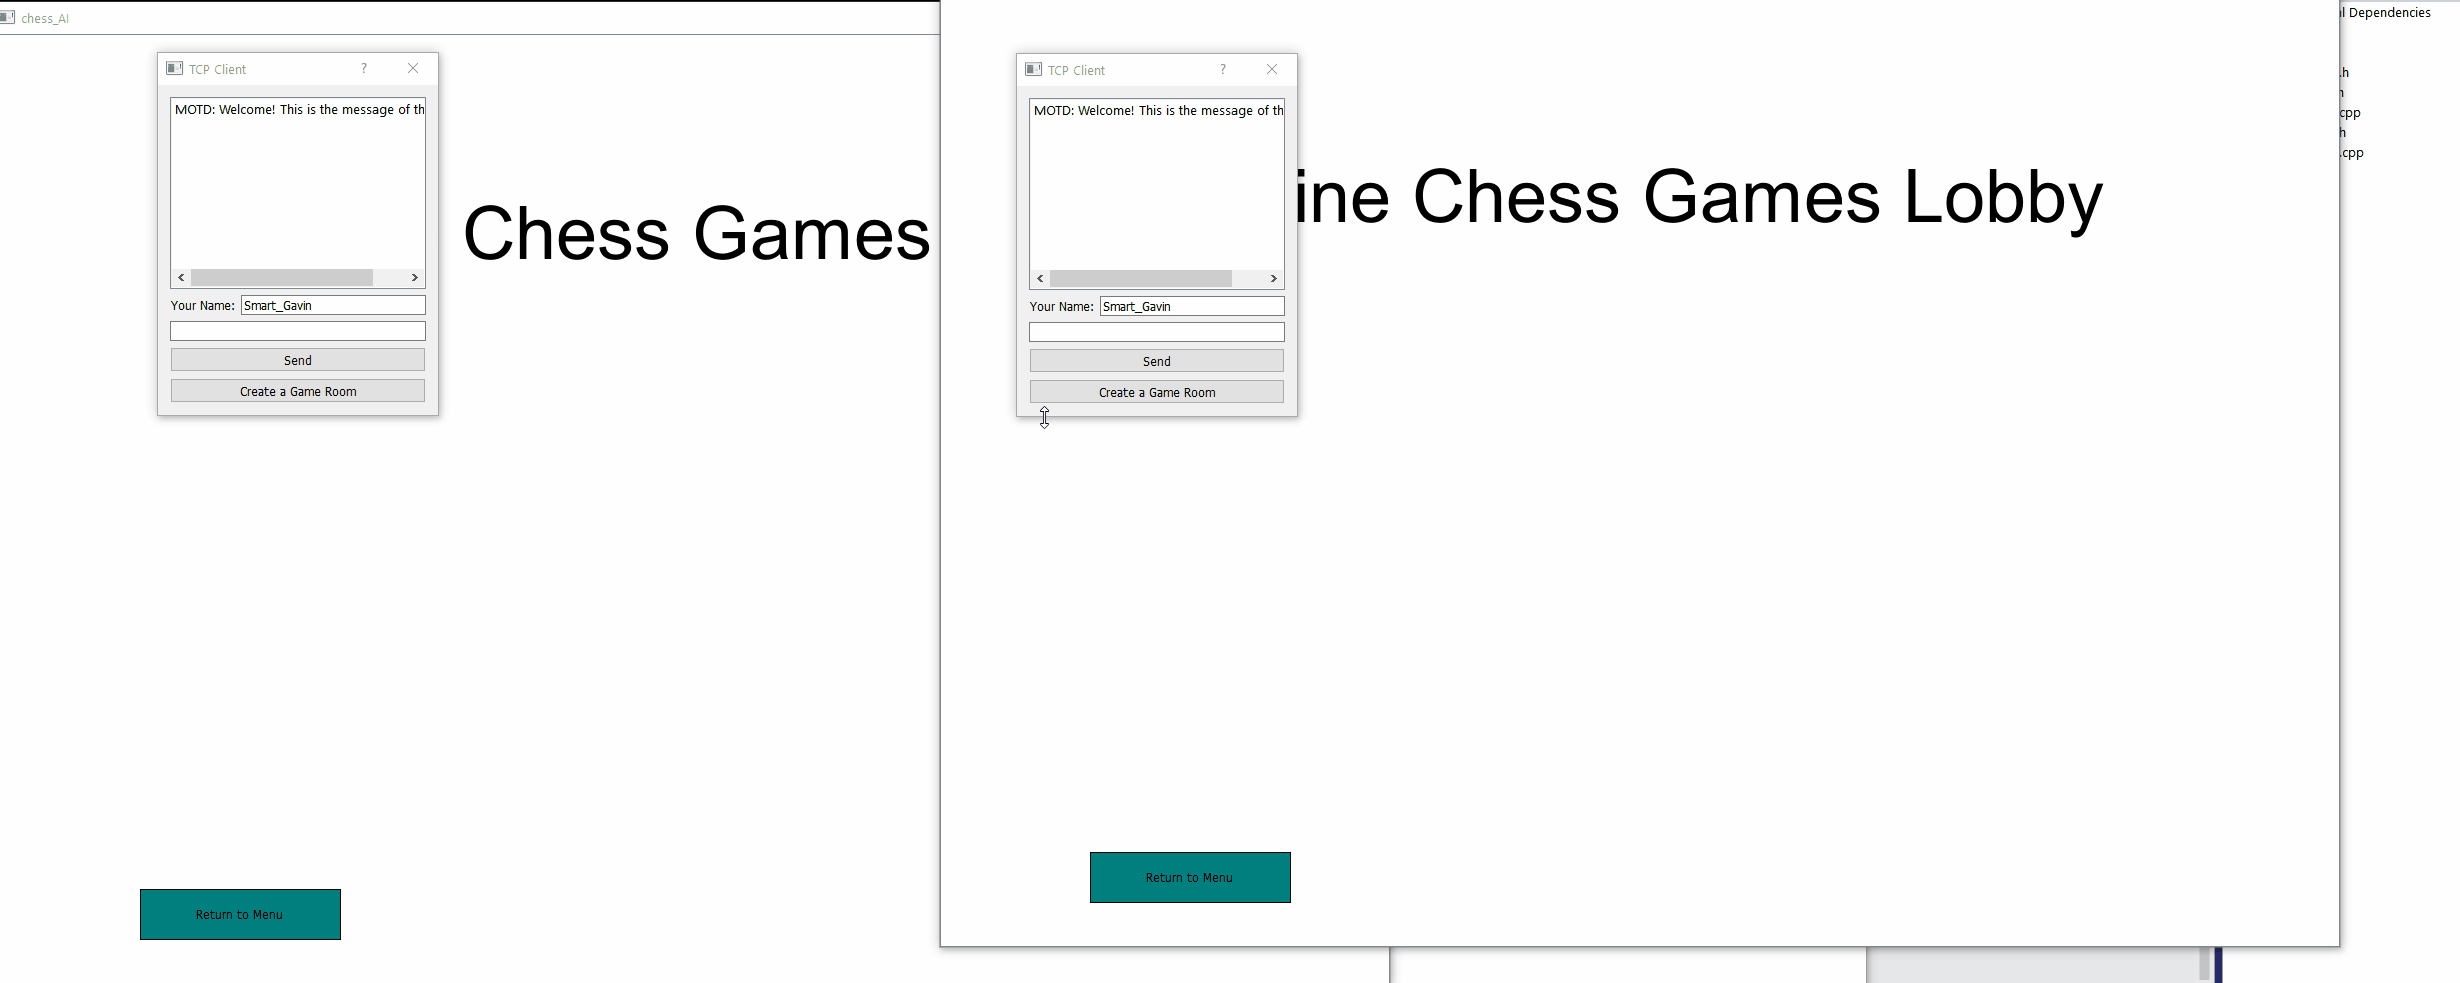 chess_AI
TCP Client
MOTD: Welcome! This is the message of th
Your Name: Smart_Gavin
Send
Create a Game Room
Chess Games
Return to Menu
TCP Client
MOTD: Welcome! This is the message of th
Your Name: Smart_Gavin
Send
Create a Game Room
ine Chess Games Lobby
Return to Menu
l Dependencies
.h
h
cpp
h
.cpp